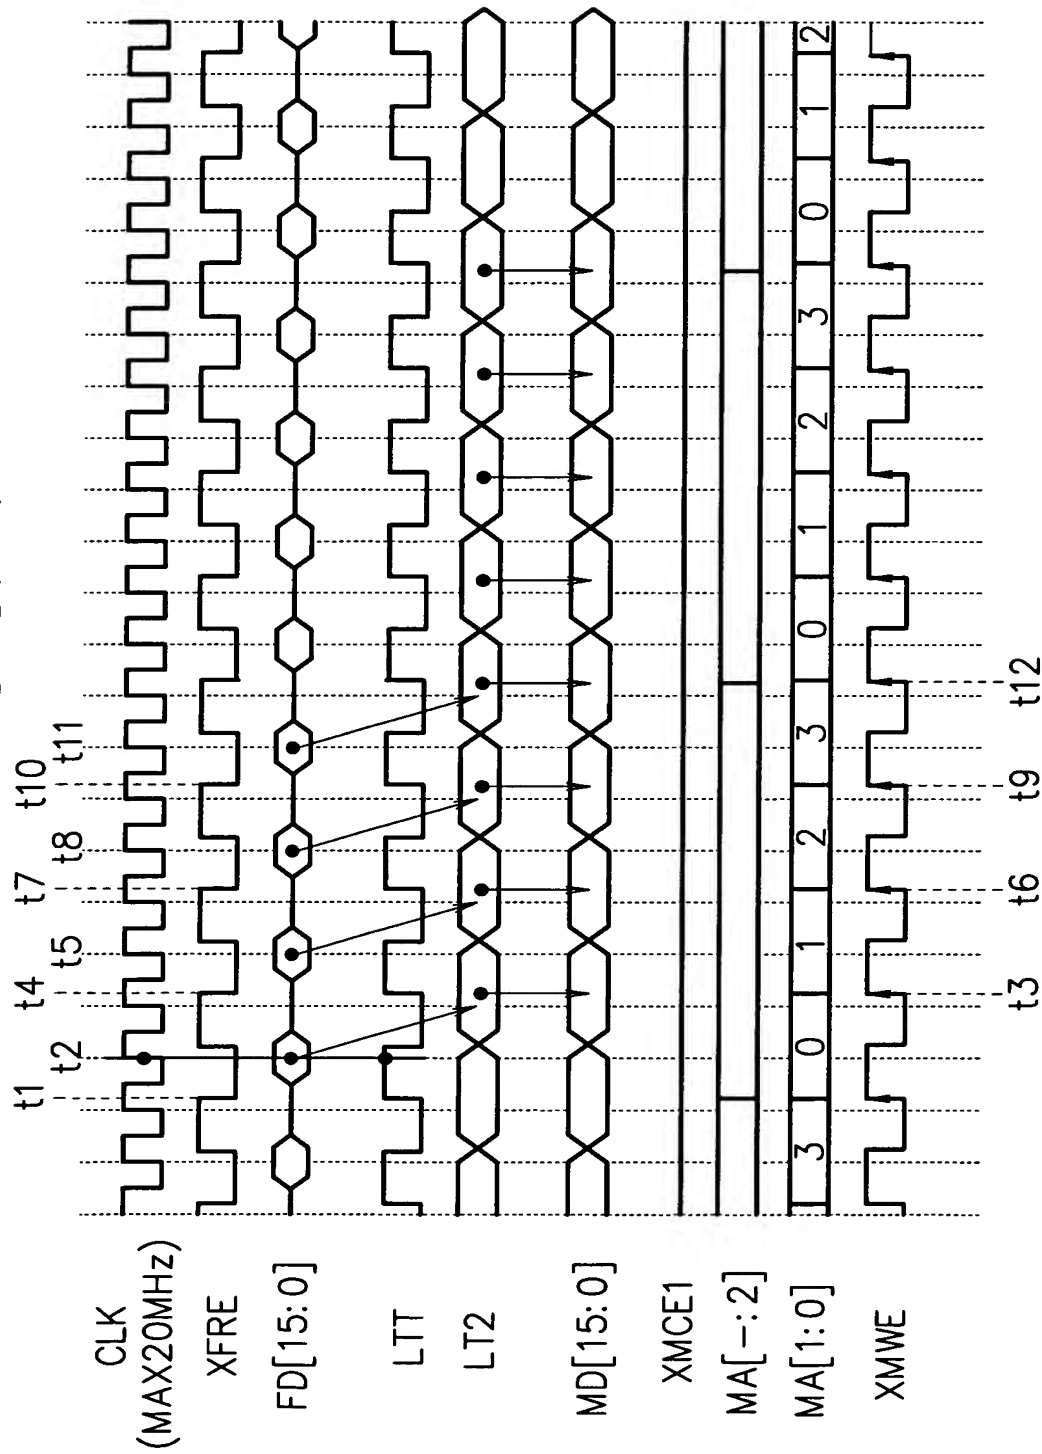 t1
t2
t4
t5
t7
t8
t10
t11
CLK
(MAX20MHz)
XFRE
FD[15:0]
LTT
LT2
MD[15:0]
XMCE1
MA[-:2]
MA[1:0]
3 0 1 2 3 0 1 2 3 0 1 2
XMWE
t3
t6
t9
t12